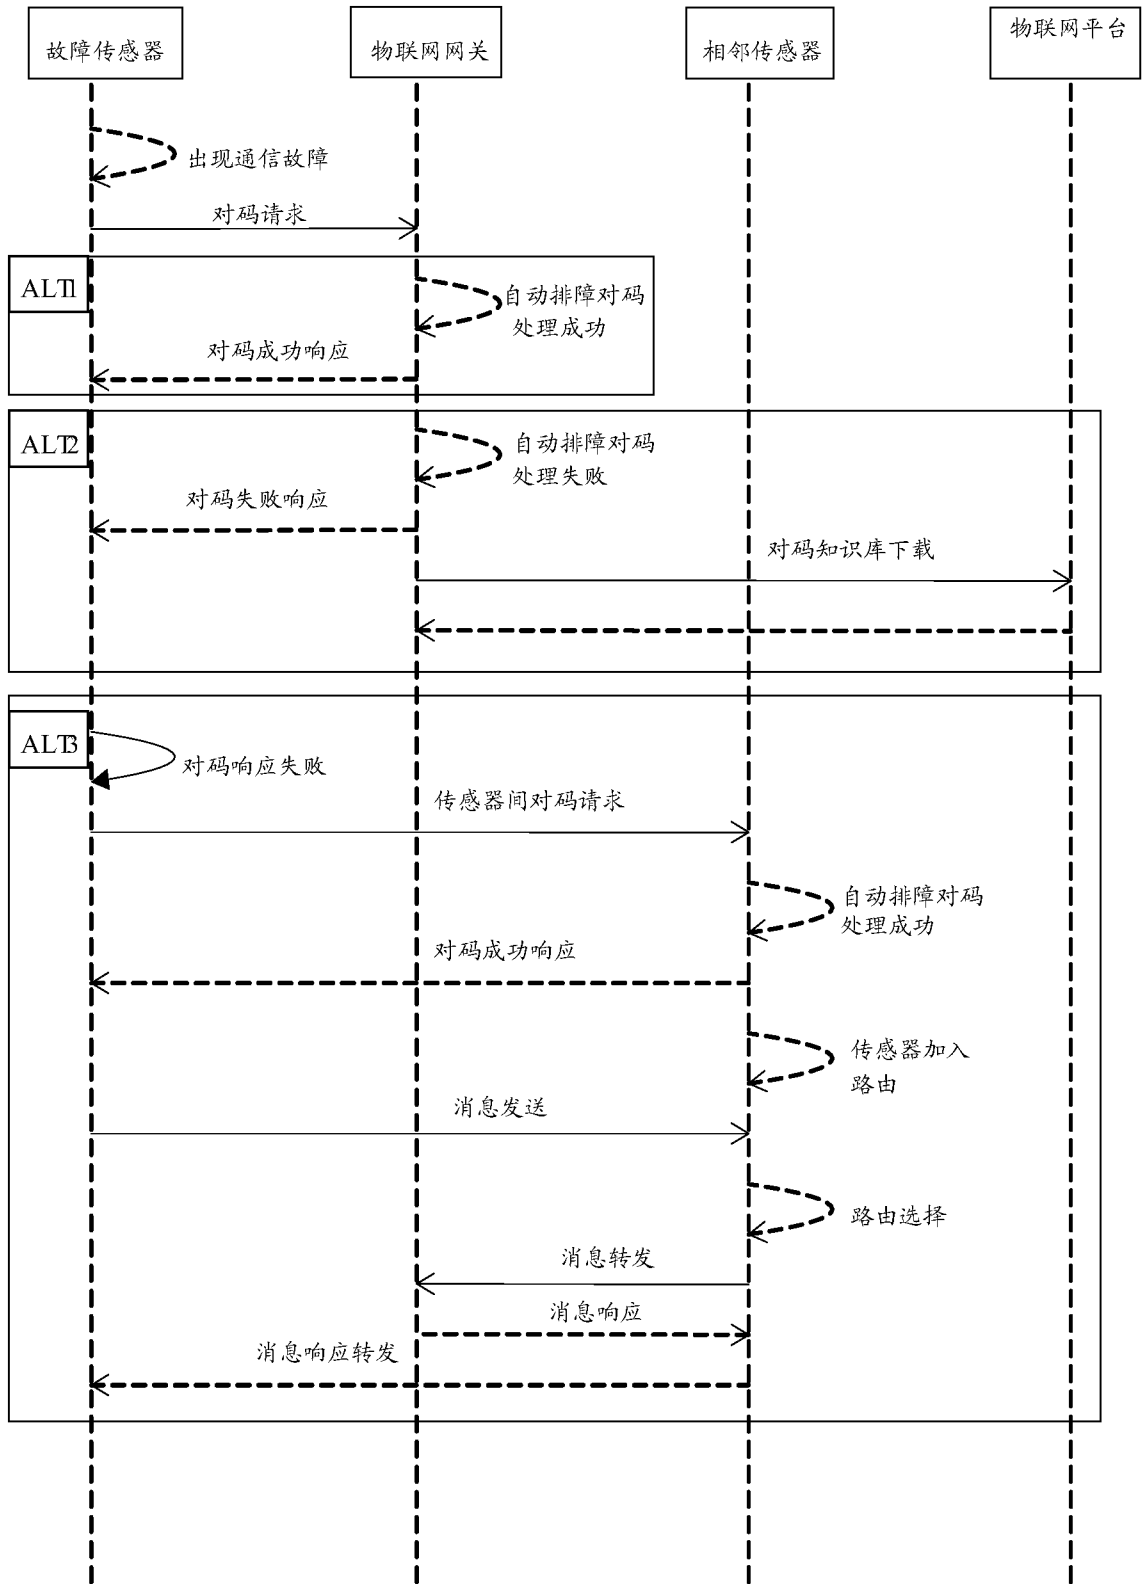 故障传感器
物联网网关
相邻传感器
物联网平台
出现通信故障
对码请求
ALT1
自动排障对码
处理成功
对码成功响应
ALT2
自动排障对码
处理失败
对码失败响应
对码知识库下载
ALT3
对码响应失败
传感器间对码请求
自动排障对码
处理成功
对码成功响应
传感器加入
路由
消息发送
路由选择
消息转发
消息响应
消息响应转发